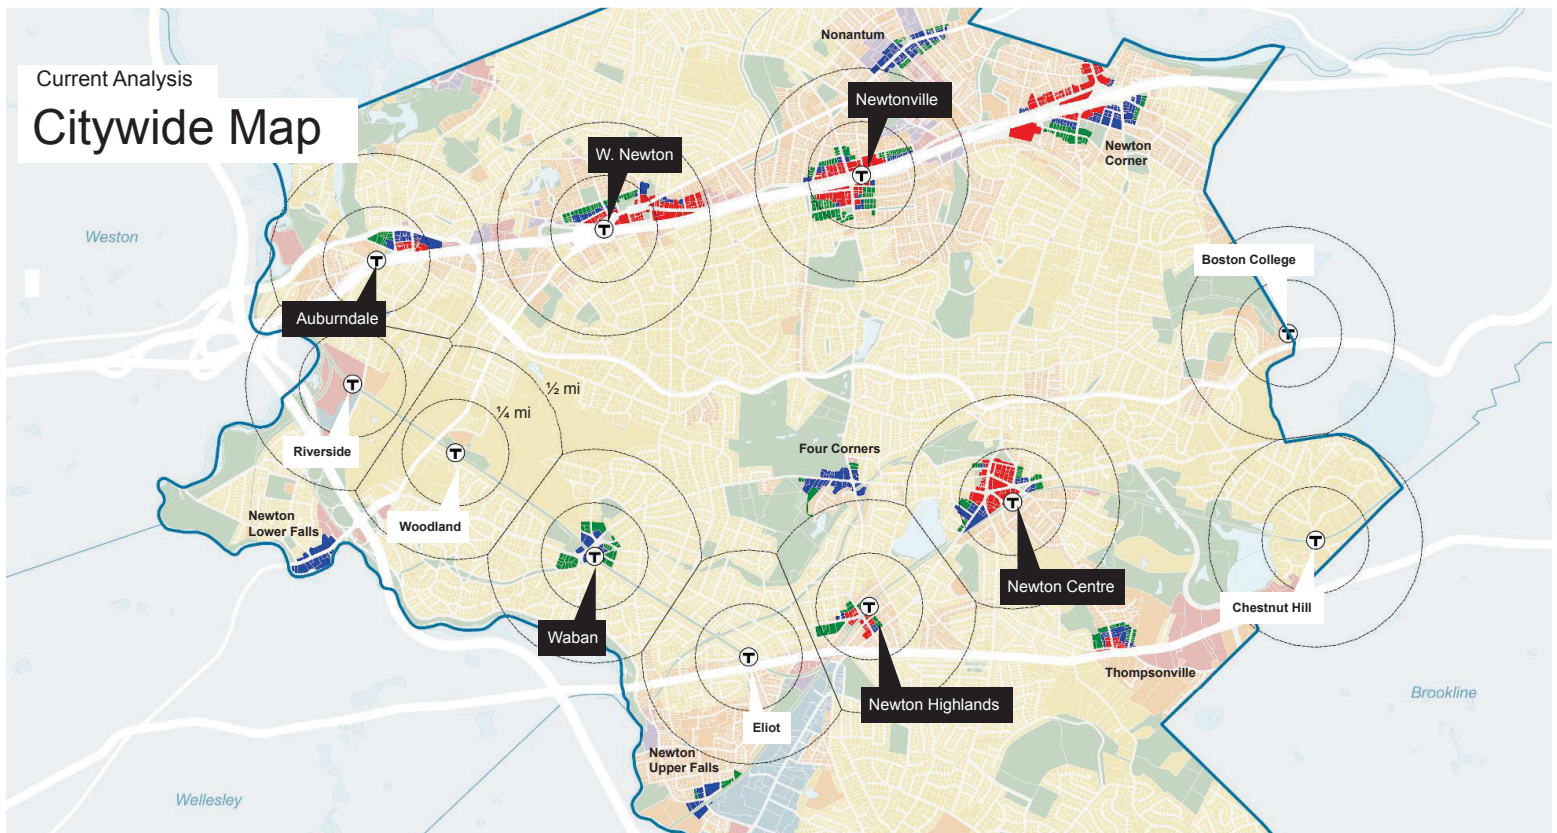 Current Analysis
Citywide Map
Nonantum
Newtonville
W. Newton
Newton
Corner
Weston
Boston College
Auburndale
½ mi
¼ mi
Riverside
Four Corners
Newton
Lower Falls
Woodland
Newton Centre
Chestnut Hill
Waban
Thompsonville
Brookline
Newton Highlands
Eliot
Newton
Upper Falls
Wellesley
T
T
T
T
T
T
T
T
T
T
T